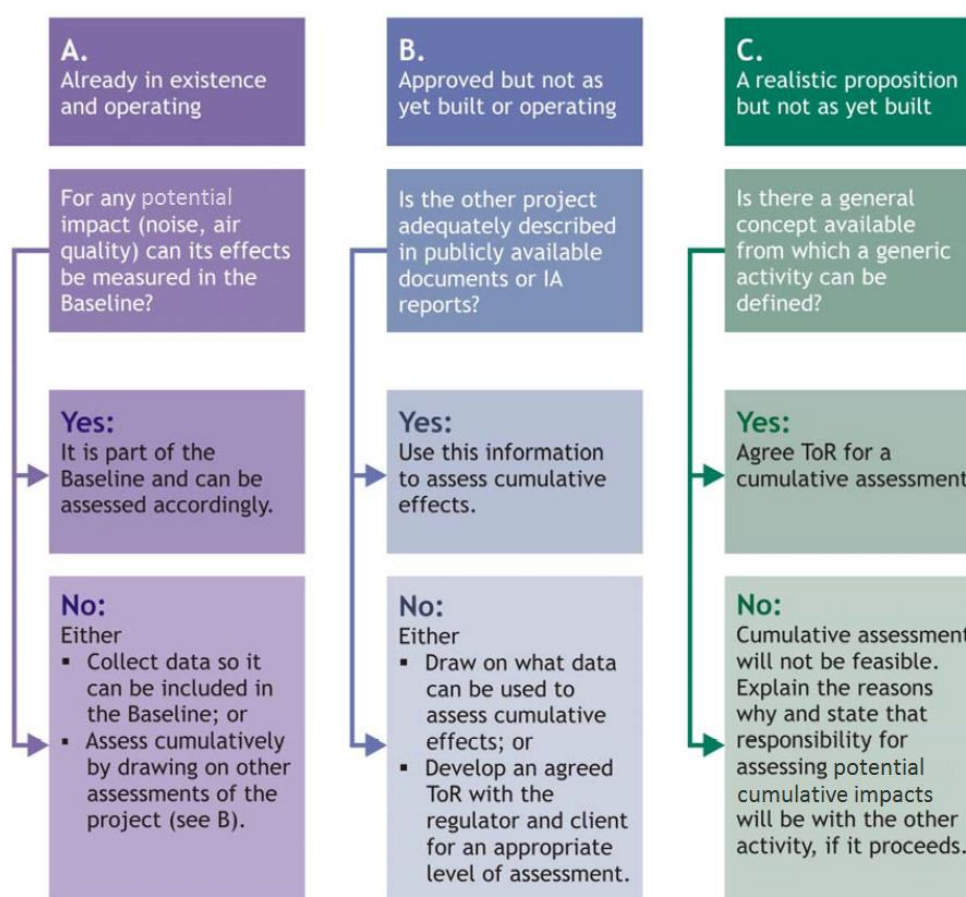 A.
Already in existence
and operating
For any potential
impact (noise, air
quality) can its effects
be measured in the
Baseline?
Yes:
It is part of the
Baseline and can be
assessed accordingly.
No:
Either
▪ Collect data so it
can be included in
the Baseline; or
▪ Assess cumulatively
by drawing on other
assessments of the
project (see B).
B.
Approved but not as
yet built or operating
Is the other project
adequately described
in publicly available
documents or IA
reports?
Yes:
Use this information
to assess cumulative
effects.
No:
Either
▪ Draw on what data
can be used to
assess cumulative
effects; or
▪ Develop an agreed
ToR with the
regulator and client
for an appropriate
level of assessment.
C.
A realistic proposition
but not as yet built
Is there a general
concept available
from which a generic
activity can be
defined?
Yes:
Agree ToR for a
cumulative assessment
No:
Cumulative assessment
will not be feasible.
Explain the reasons
why and state that
responsibility for
assessing potential
cumulative impacts
will be with the other
activity, if it proceeds.